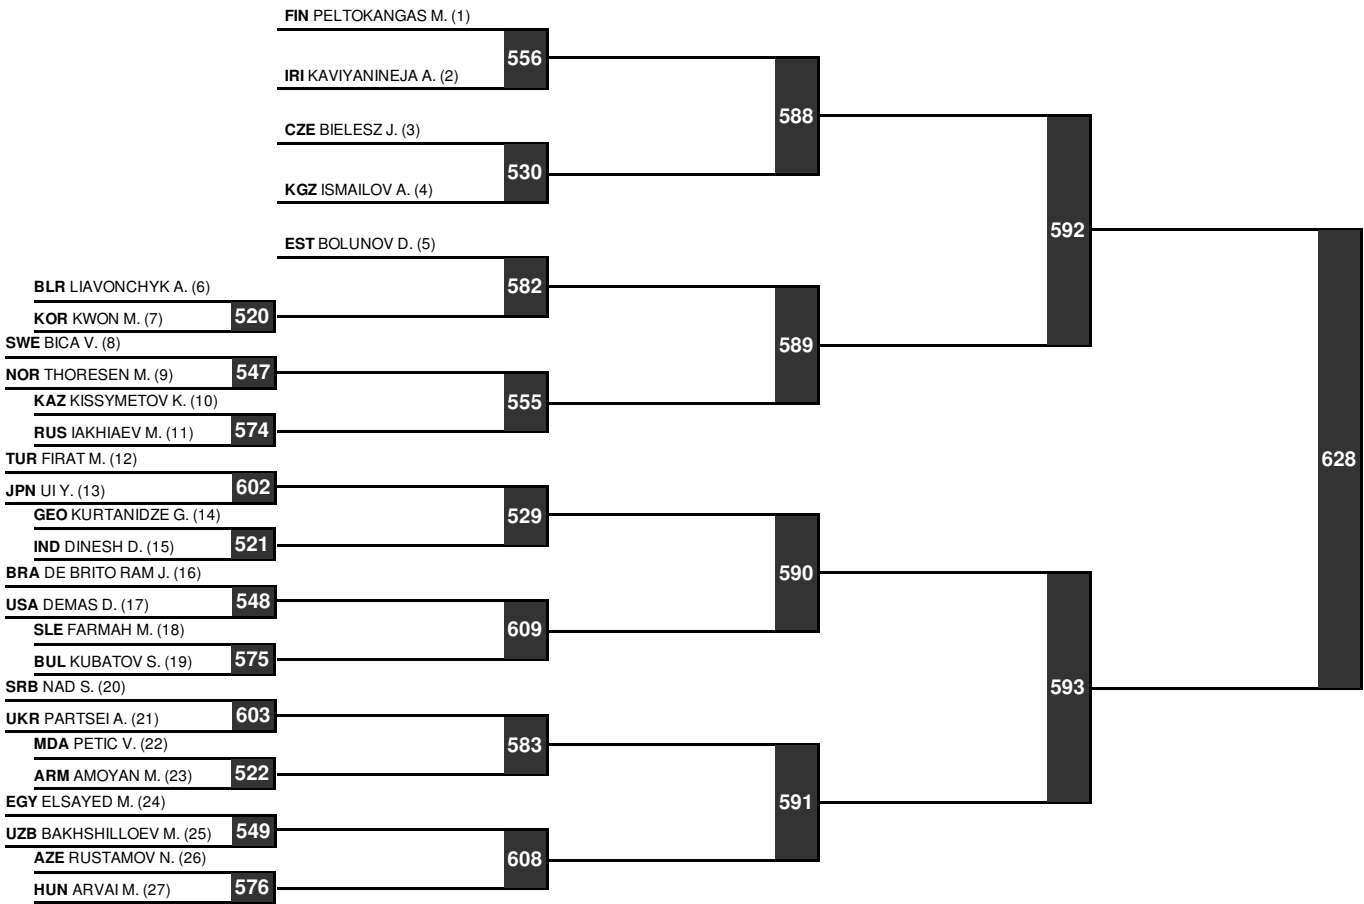 FIN PELTOKANGAS M. (1)
556
IRI KAVIYANINEJA A. (2)
588
CZE BIELESZ J. (3)
530
KGZ ISMAILOV A. (4)
592
EST BOLUNOV D. (5)
582
BLR LIAVONCHYK A. (6)
520
KOR KWON M. (7)
589
SWE BICA V. (8)
547
NOR THORESEN M. (9)
555
KAZ KISSYMETOV K. (10)
574
RUS IAKHIAEV M. (11)
628
TUR FIRAT M. (12)
602
JPN UI Y. (13)
529
GEO KURTANIDZE G. (14)
521
IND DINESH D. (15)
590
BRA DE BRITO RAM J. (16)
548
USA DEMAS D. (17)
609
SLE FARMAH M. (18)
575
BUL KUBATOV S. (19)
593
SRB NAD S. (20)
603
UKR PARTSEI A. (21)
583
MDA PETIC V. (22)
522
ARM AMOYAN M. (23)
591
EGY ELSAYED M. (24)
549
UZB BAKHSHILLOEV M. (25)
608
AZE RUSTAMOV N. (26)
576
HUN ARVAI M. (27)